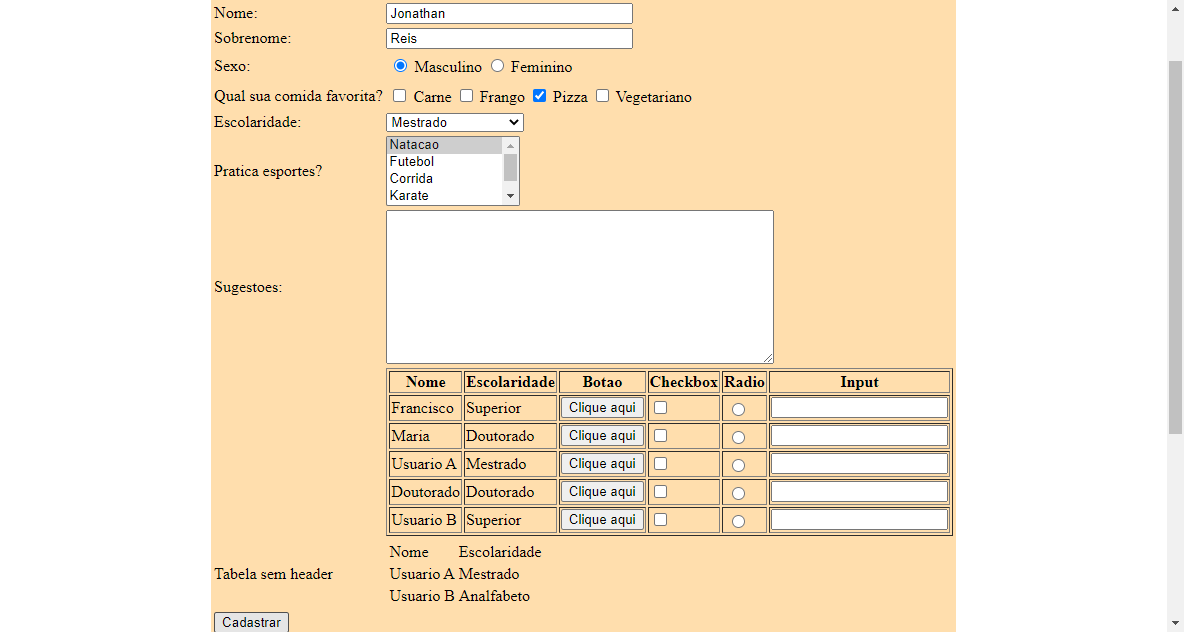 Nome: Jonathan
Sobrenome: Reis
Sexo: Masculino Feminino
Qual sua comida favorita? Carne Frango Pizza Vegetariano
Escolaridade: Mestrado
Pratica esportes?
Natacao
Futebol
Corrida
Karate
Sugestoes:
Nome Escolaridade Botao Checkbox Radio Input
Francisco Superior Clique aqui
Maria Doutorado Clique aqui
Usuario A Mestrado Clique aqui
Doutorado Doutorado Clique aqui
Usuario B Superior Clique aqui
Tabela sem header
Nome Escolaridade
Usuario A Mestrado
Usuario B Analfabeto
Cadastrar